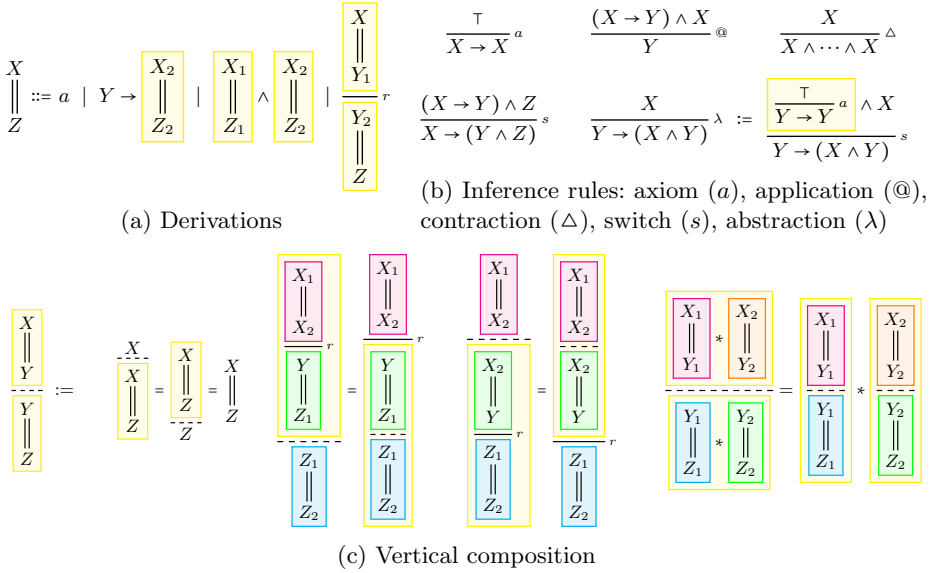 X
Z
::= a | Y → X₂
Z₂
| X₁
Z₁
∧ X₂
Z₂
| X
Y₁
Y₂
Z
r
(a) Derivations
⊤
X → X
a
(X → Y) ∧ X
Y
@
X
X ∧ ⋯ ∧ X
△
(X → Y) ∧ Z
X → (Y ∧ Z)
s
X
Y → (X ∧ Y)
λ
:=
⊤
Y → Y
a
∧ X
Y → (X ∧ Y)
s
(b) Inference rules: axiom (a), application (@),
contraction (△), switch (s), abstraction (λ)
X
Y
Y
Z
:=
X
X
Z
=
X
Z
Z
=
X
Z
X₁
X₂
r
Y
Z₁
Z₁
Z₂
=
X₁
X₂
r
Y
Z₁
Z₁
Z₂
X₁
X₂
X₂
Y
r
Z₁
Z₂
=
X₁
X₂
X₂
Y
r
Z₁
Z₂
X₁
Y₁
*
X₂
Y₂
Y₁
Z₁
*
Y₂
Z₂
=
X₁
Y₁
Y₁
Z₁
*
X₂
Y₂
Y₂
Z₂
(c) Vertical composition